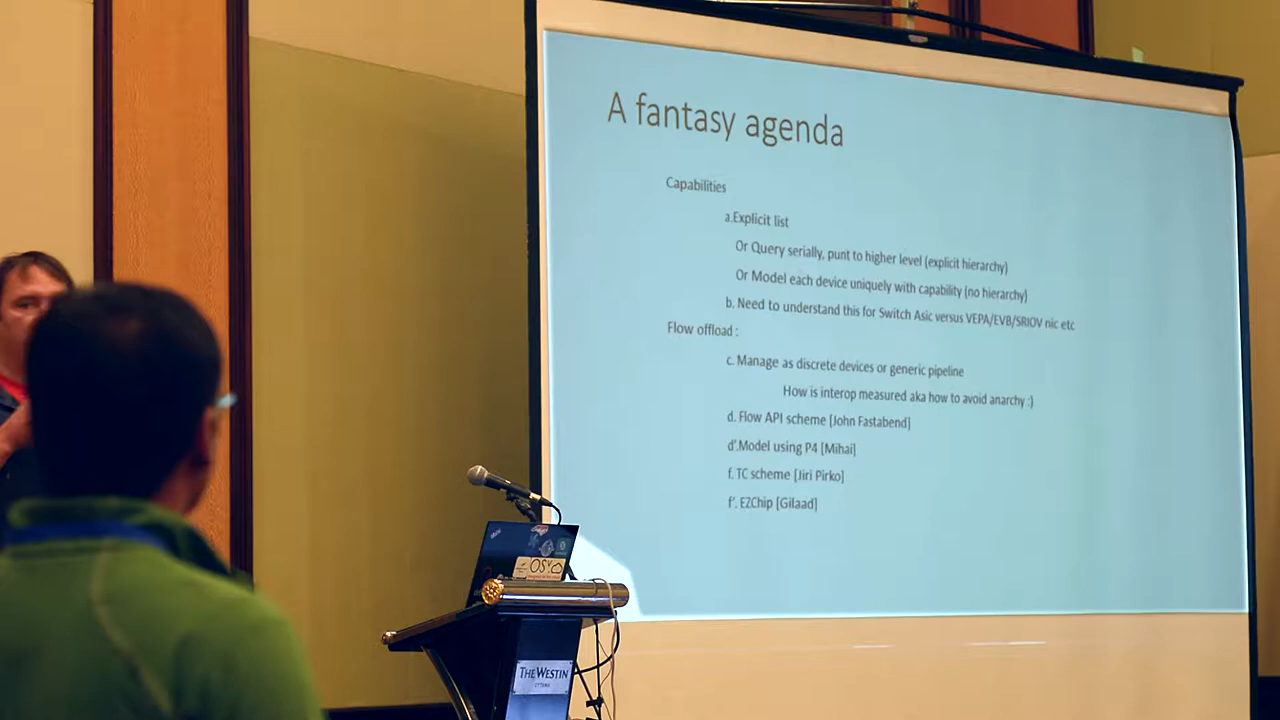 A fantasy agenda
Capabilities
a.Explicit list
Or Query serially, punt to higher level (explicit hierarchy)
Or Model each device uniquely with capability (no hierarchy)
b. Need to understand this for Switch Asic versus VEPA/EVB/SRIOV nic etc
Flow offload :
c. Manage as discrete devices or generic pipeline
How is interop measured aka how to avoid anarchy :)
d. Flow API scheme [John Fastabend]
d'.Model using P4 [Mihai]
f. TC scheme [Jiri Pirko]
f'. EZChip [Gilaad]
THE WESTIN
OTTAWA